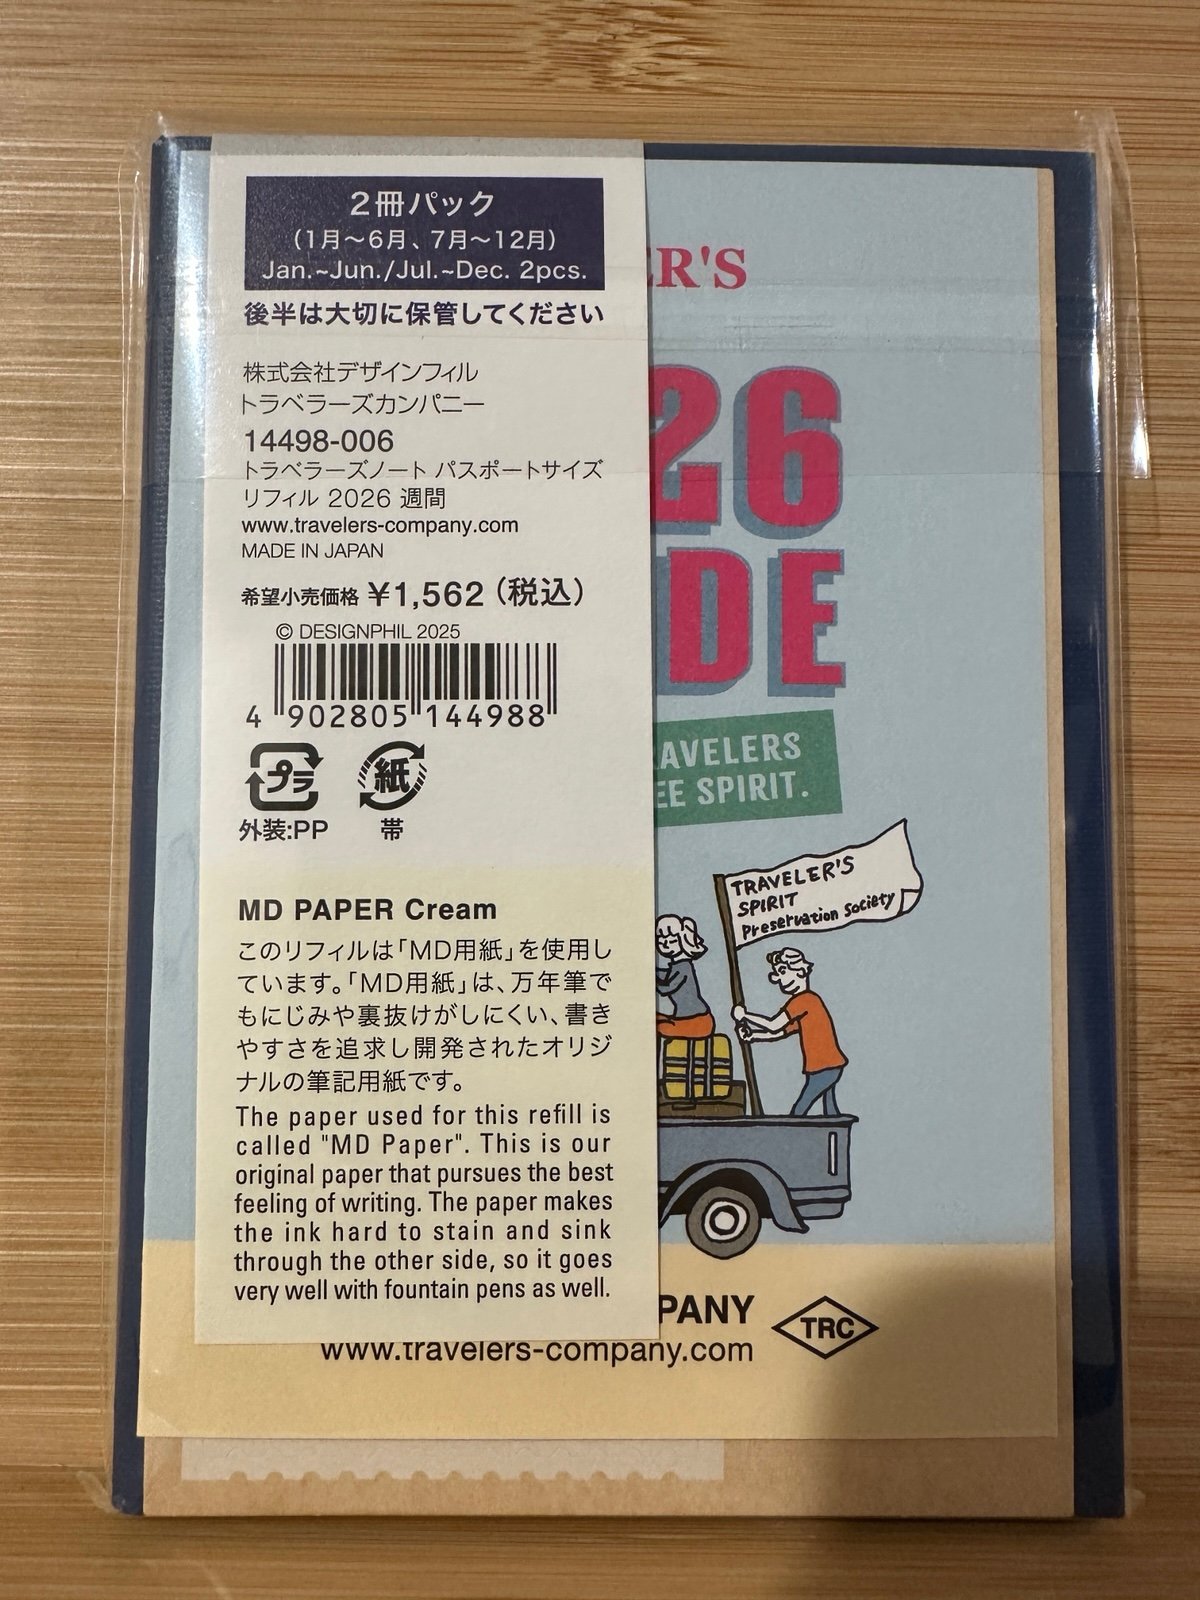 2冊パック
(1月～6月、7月～12月)
Jan.~Jun./Jul.~Dec. 2pcs.
後半は大切に保管してください
株式会社デザインフィル
トラベラーズカンパニー
14498-006
トラベラーズノート パスポートサイズ
リフィル 2026 週間
www.travelers-company.com
MADE IN JAPAN
希望小売価格 ¥1,562 (税込)
© DESIGNPHIL 2025
4 902805 144988
プラ 紙
外装:PP 帯
MD PAPER Cream
このリフィルは「MD用紙」を使用し
ています。「MD用紙」は、万年筆で
もにじみや裏抜けがしにくい、書き
やすさを追求し開発されたオリジ
ナルの筆記用紙です。
The paper used for this refill is
called "MD Paper". This is our
original paper that pursues the best
feeling of writing. The paper makes
the ink hard to stain and sink
through the other side, so it goes
very well with fountain pens as well.
ER'S
26
DE
RAVELERS
EE SPIRIT.
TRAVELER'S
SPIRIT
Preservation Society
PANY
TRC
www.travelers-company.com